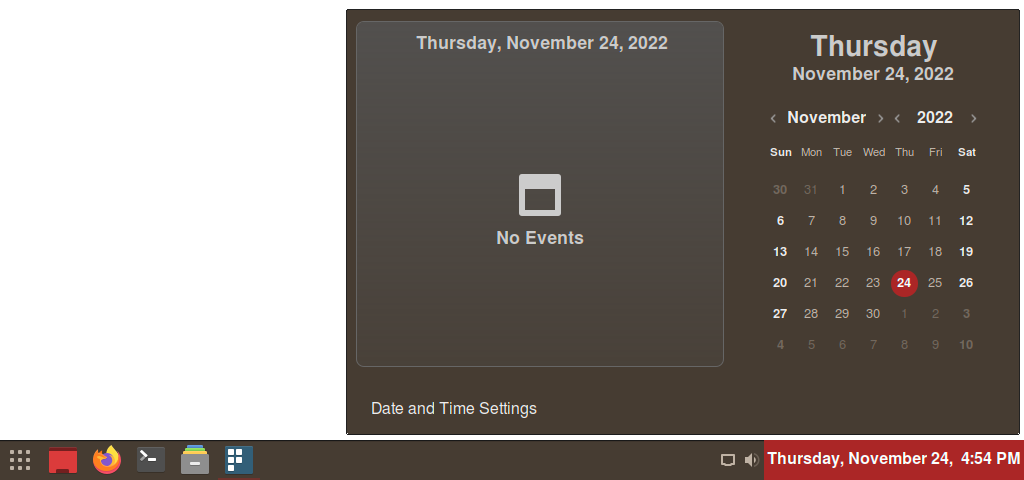 Thursday, November 24, 2022
No Events
Date and Time Settings
Thursday
November 24, 2022
‹ November › ‹ 2022 ›
Sun Mon Tue Wed Thu Fri Sat
30 31 1 2 3 4 5
6 7 8 9 10 11 12
13 14 15 16 17 18 19
20 21 22 23 24 25 26
27 28 29 30 1 2 3
4 5 6 7 8 9 10
Thursday, November 24, 4:54 PM